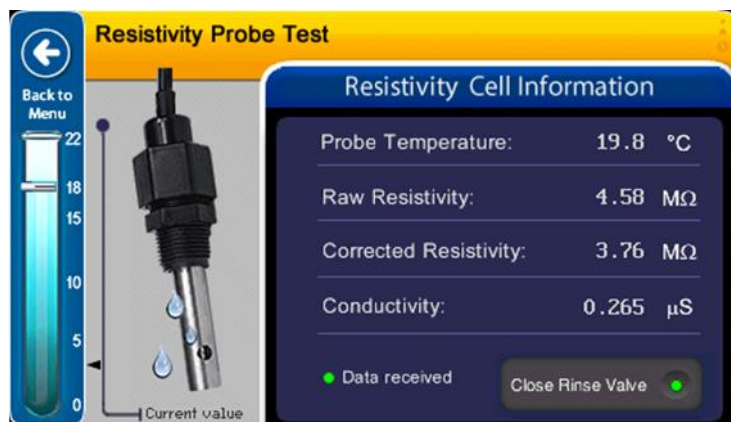 Resistivity Probe Test
Back to
Menu
22
18
15
10
5
0
Current value
Resistivity Cell Information
Probe Temperature: 19.8 °C
Raw Resistivity: 4.58 MΩ
Corrected Resistivity: 3.76 MΩ
Conductivity: 0.265 μS
Data received
Close Rinse Valve